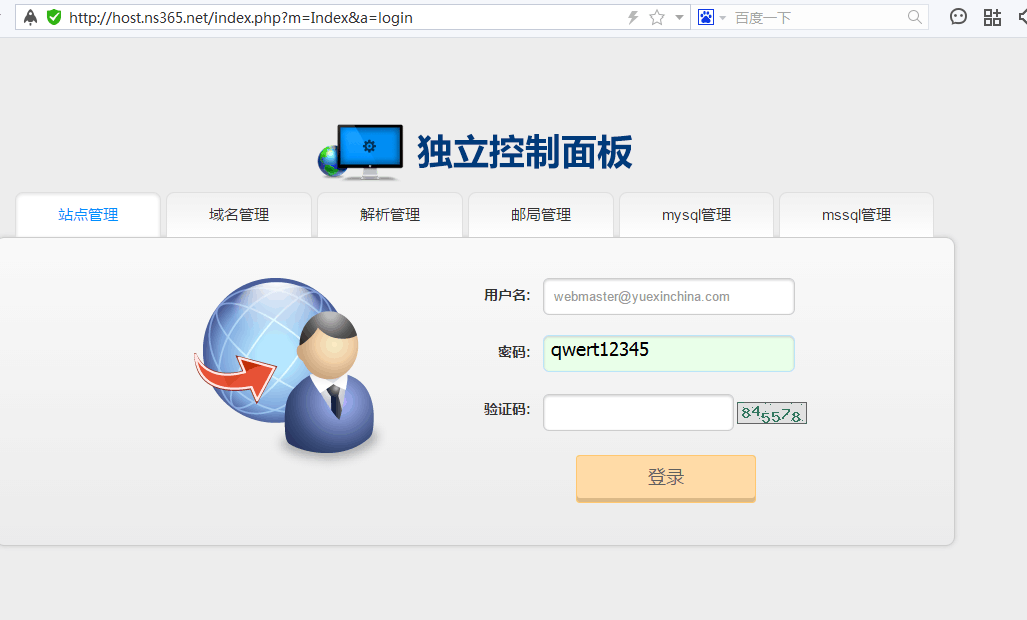 http://host.ns365.net/index.php?m=Index&a=login
百度一下
独立控制面板
站点管理 域名管理 解析管理 邮局管理 mysql管理 mssql管理
用户名: webmaster@yuexinchina.com
密码: qwert12345
验证码: 845578
登录